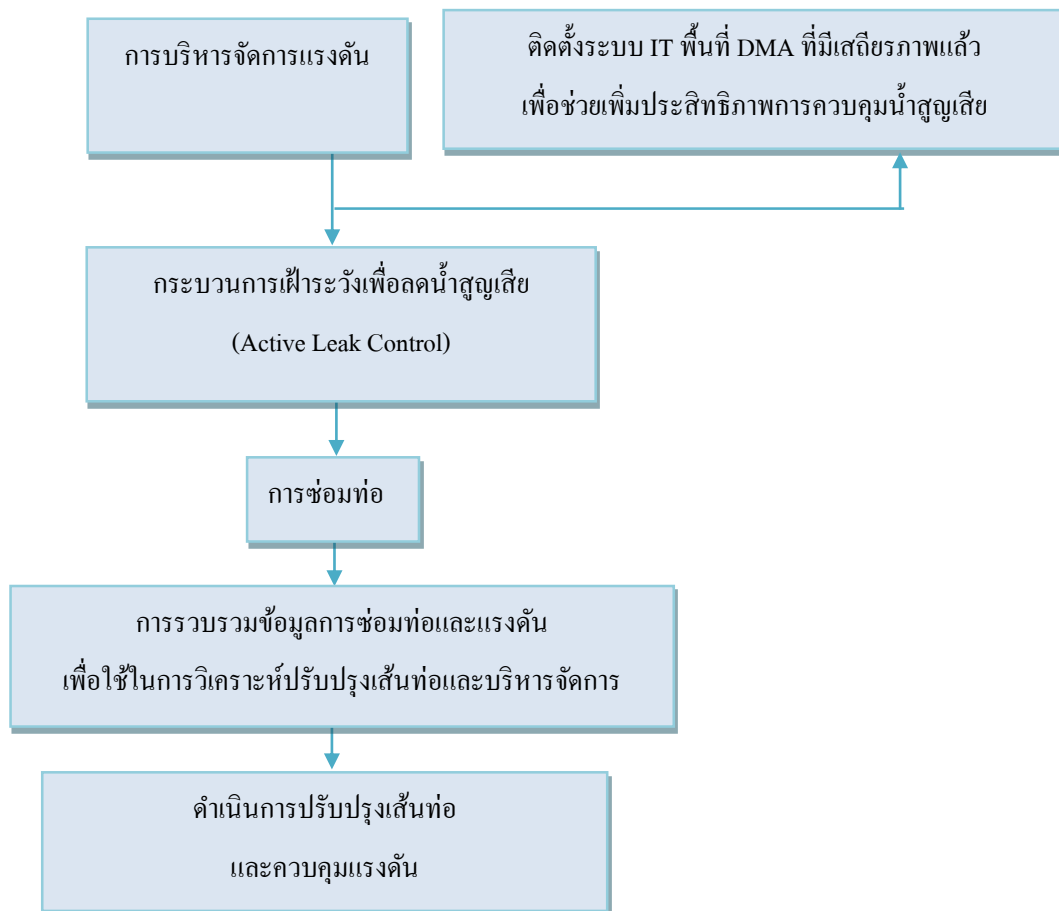 การบริหารจัดการแรงดัน
ติดตั้งระบบ IT พื้นที่ DMA ที่มีเสถียรภาพแล้ว
เพื่อช่วยเพิ่มประสิทธิภาพการควบคุมน้ำสูญเสีย
กระบวนการเฝ้าระวังเพื่อลดน้ำสูญเสีย
(Active Leak Control)
การซ่อมท่อ
การรวบรวมข้อมูลการซ่อมท่อและแรงดัน
เพื่อใช้ในการวิเคราะห์ปรับปรุงเส้นท่อและบริหารจัดการ
ดำเนินการปรับปรุงเส้นท่อ
และควบคุมแรงดัน